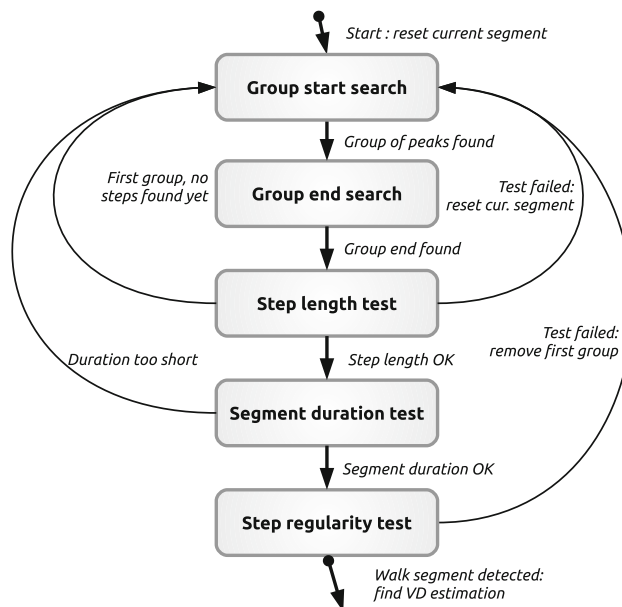 Start : reset current segment
Group start search
Group of peaks found
First group, no
steps found yet
Group end search
Test failed:
reset cur. segment
Group end found
Step length test
Test failed:
remove first group
Duration too short
Step length OK
Segment duration test
Segment duration OK
Step regularity test
Walk segment detected:
find VD estimation